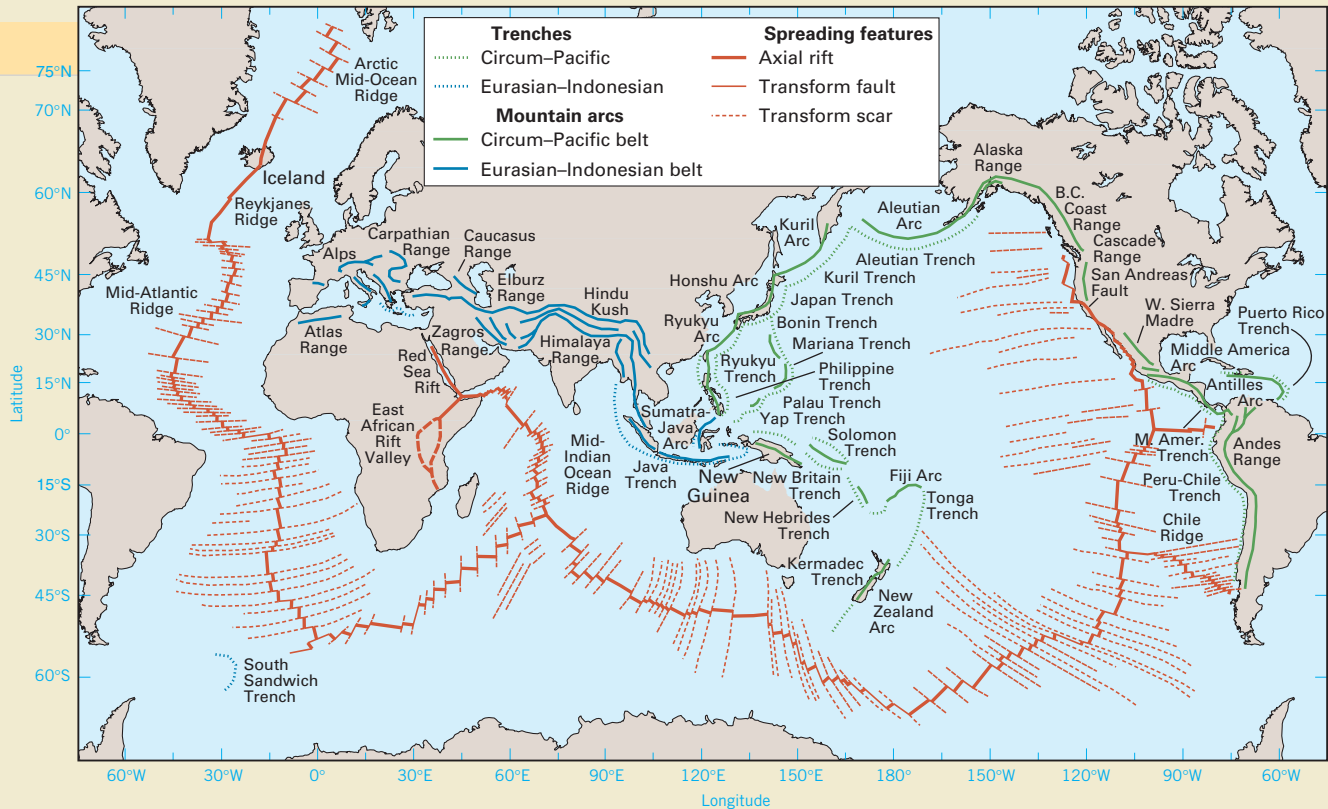 Trenches
Circum–Pacific
Eurasian–Indonesian
Mountain arcs
Circum–Pacific belt
Eurasian–Indonesian belt
Spreading features
Axial rift
Transform fault
Transform scar
75°N
70°N
60°N
45°N
30°N
15°N
0°
15°S
30°S
45°S
60°S
Latitude
Arctic
Mid-Ocean
Ridge
Iceland
Reykjanes
Ridge
Mid-Atlantic
Ridge
Alps
Carpathian
Range
Caucasus
Range
Elburz
Range
Hindu
Kush
Atlas
Range
Zagros
Range
Himalaya
Range
Red
Sea
Rift
East
African
Rift
Valley
Mid-
Indian
Ocean
Ridge
Sumatra-
Java
Arc
Java
Trench
South
Sandwich
Trench
Kuril
Arc
Aleutian
Arc
Alaska
Range
B.C.
Coast
Range
Cascade
Range
San Andreas
Fault
Aleutian Trench
Kuril Trench
Honshu Arc
Japan Trench
Ryukyu
Arc
Bonin Trench
Mariana Trench
Ryukyu
Trench
Philippine
Trench
Palau Trench
Yap Trench
Solomon
Trench
New
Guinea
New Britain
Trench
Fiji Arc
Tonga
Trench
New Hebrides
Trench
Kermadec
Trench
New
Zealand
Arc
W. Sierra
Madre
Puerto Rico
Trench
Middle America
Arc
Antilles
Arc
M. Amer.
Trench
Andes
Range
Peru-Chile
Trench
Chile
Ridge
60°W
30°W
0°
30°E
60°E
90°E
120°E
150°E
180°E
150°W
120°W
90°W
60°W
Longitude